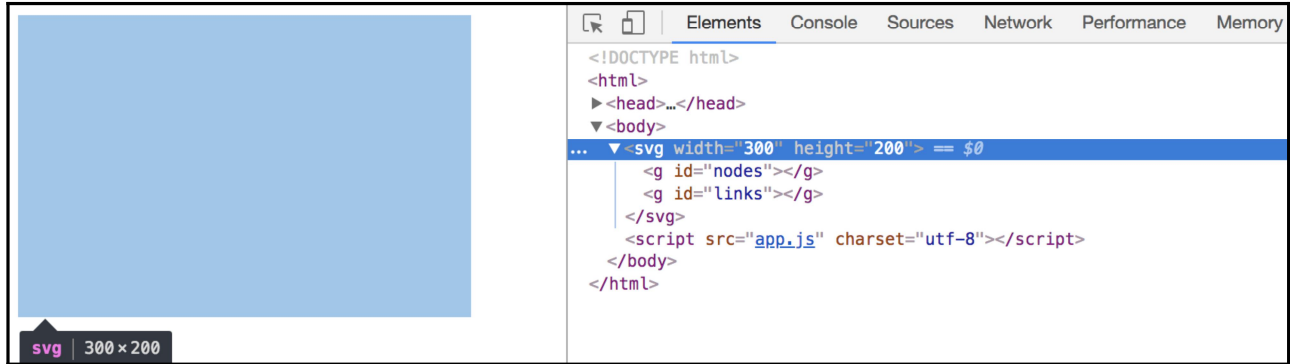 Elements Console Sources Network Performance Memory
<!DOCTYPE html>
<html>
▶<head>…</head>
▼<body>
… ▼<svg width="300" height="200"> == $0
<g id="nodes"></g>
<g id="links"></g>
</svg>
<script src="app.js" charset="utf-8"></script>
</body>
</html>
svg | 300×200